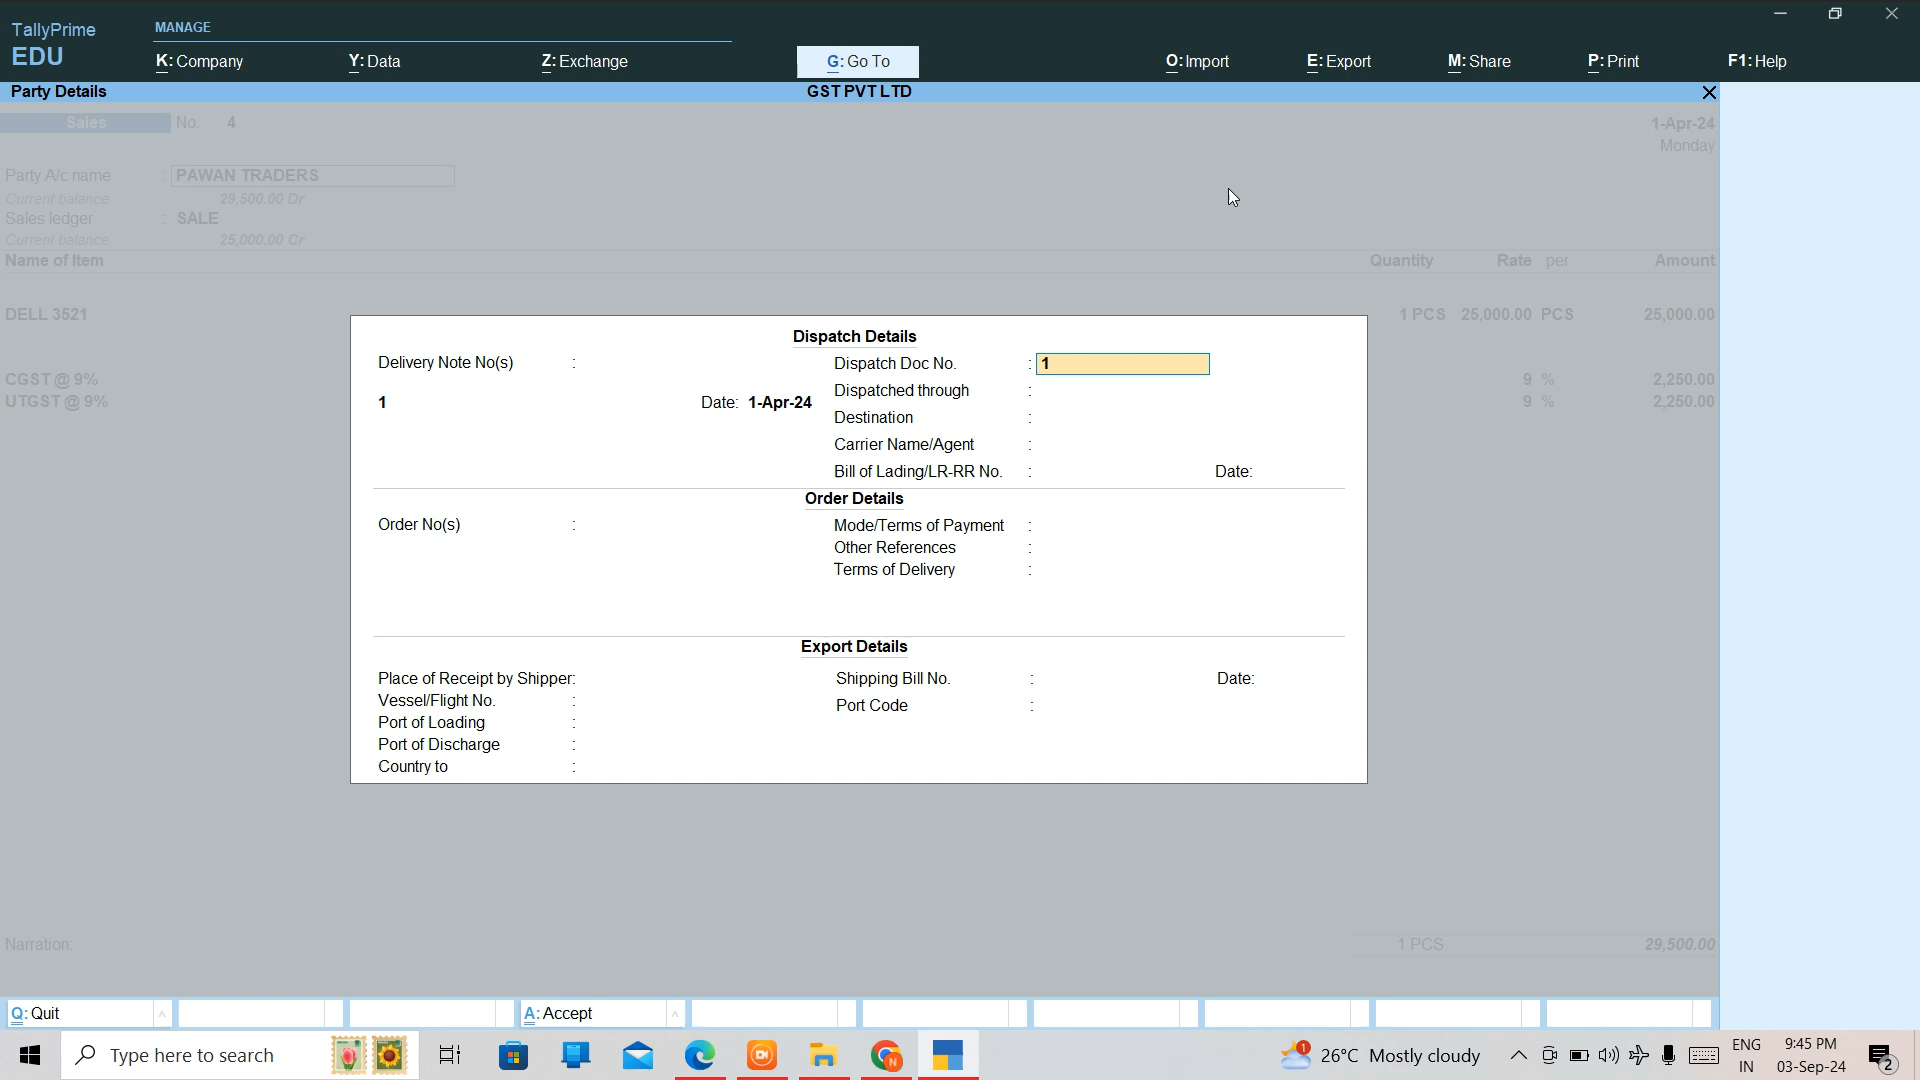 TallyPrime
EDU
MANAGE
K: Company
Y: Data
Z: Exchange
G: Go To
O: Import
E: Export
M: Share
P: Print
F1: Help
Party Details
GST PVT LTD
Sales No. 4
1-Apr-24
Monday
Party A/c name : PAWAN TRADERS
Current balance 29,500.00 Dr
Sales ledger : SALE
Current balance 25,000.00 Cr
Name of Item Quantity Rate per Amount
DELL 3521 1 PCS 25,000.00 PCS 25,000.00
CGST @ 9% 9 % 2,250.00
UTGST @ 9% 9 % 2,250.00
Dispatch Details
Delivery Note No(s) :
1 Date: 1-Apr-24
Dispatch Doc No. : 1
Dispatched through :
Destination :
Carrier Name/Agent :
Bill of Lading/LR-RR No. : Date:
Order Details
Order No(s) :
Mode/Terms of Payment :
Other References :
Terms of Delivery :
Export Details
Place of Receipt by Shipper:
Vessel/Flight No. :
Port of Loading :
Port of Discharge :
Country to :
Shipping Bill No. : Date:
Port Code :
Narration: 1 PCS 29,500.00
Q: Quit
A: Accept
Type here to search
1
26°C Mostly cloudy
ENG
IN
9:45 PM
03-Sep-24
2